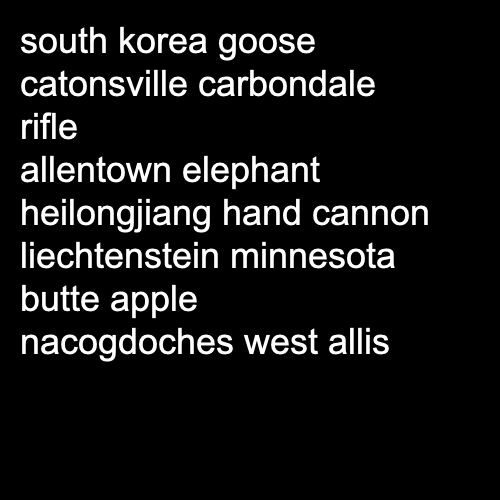 south korea goose
catonsville carbondale
rifle
allentown elephant
heilongjiang hand cannon
liechtenstein minnesota
butte apple
nacogdoches west allis